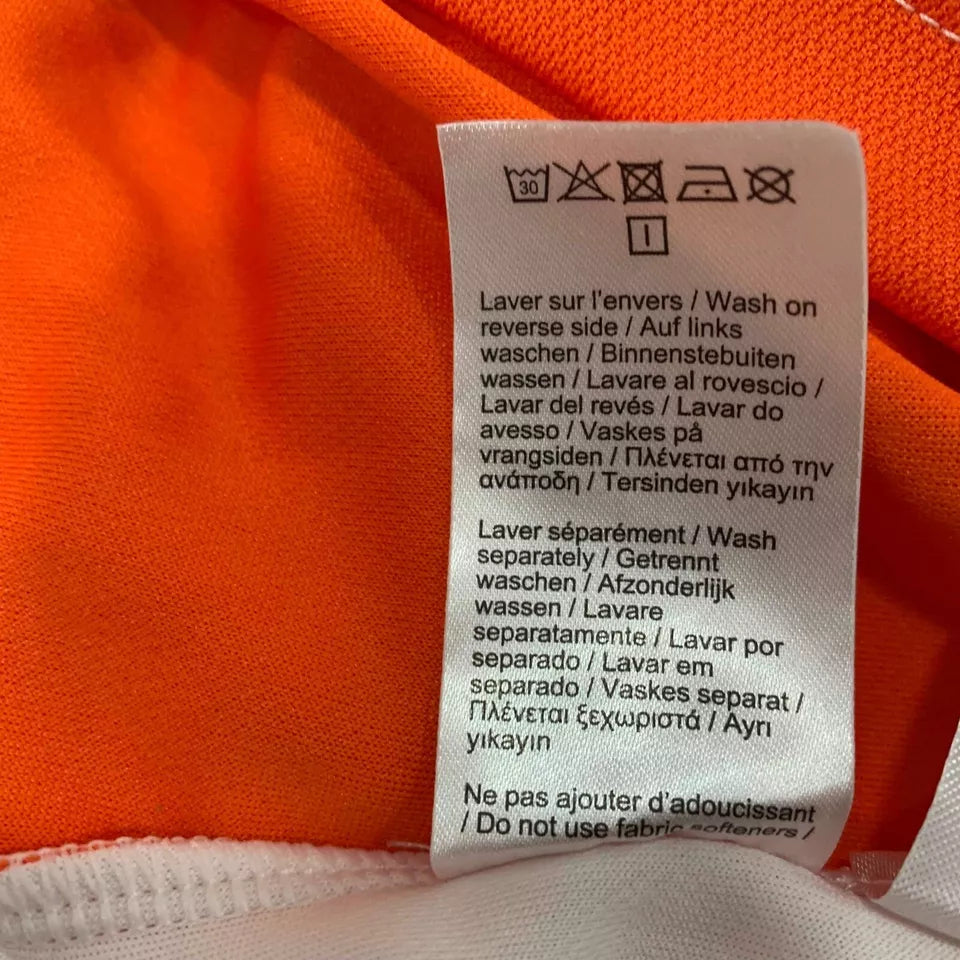 30
I
Laver sur l'envers / Wash on
reverse side / Auf links
waschen / Binnenstebuiten
wassen / Lavare al rovescio /
Lavar del revés / Lavar do
avesso / Vaskes på
vrangsiden / Πλένεται από την
ανάποδη / Tersinden yıkayın
Laver séparément / Wash
separately / Getrennt
waschen / Afzonderlijk
wassen / Lavare
separatamente / Lavar por
separado / Lavar em
separado / Vaskes separat /
Πλένεται ξεχωριστά / Ayrı
yıkayın
Ne pas ajouter d'adoucissant
/ Do not use fabric softeners /